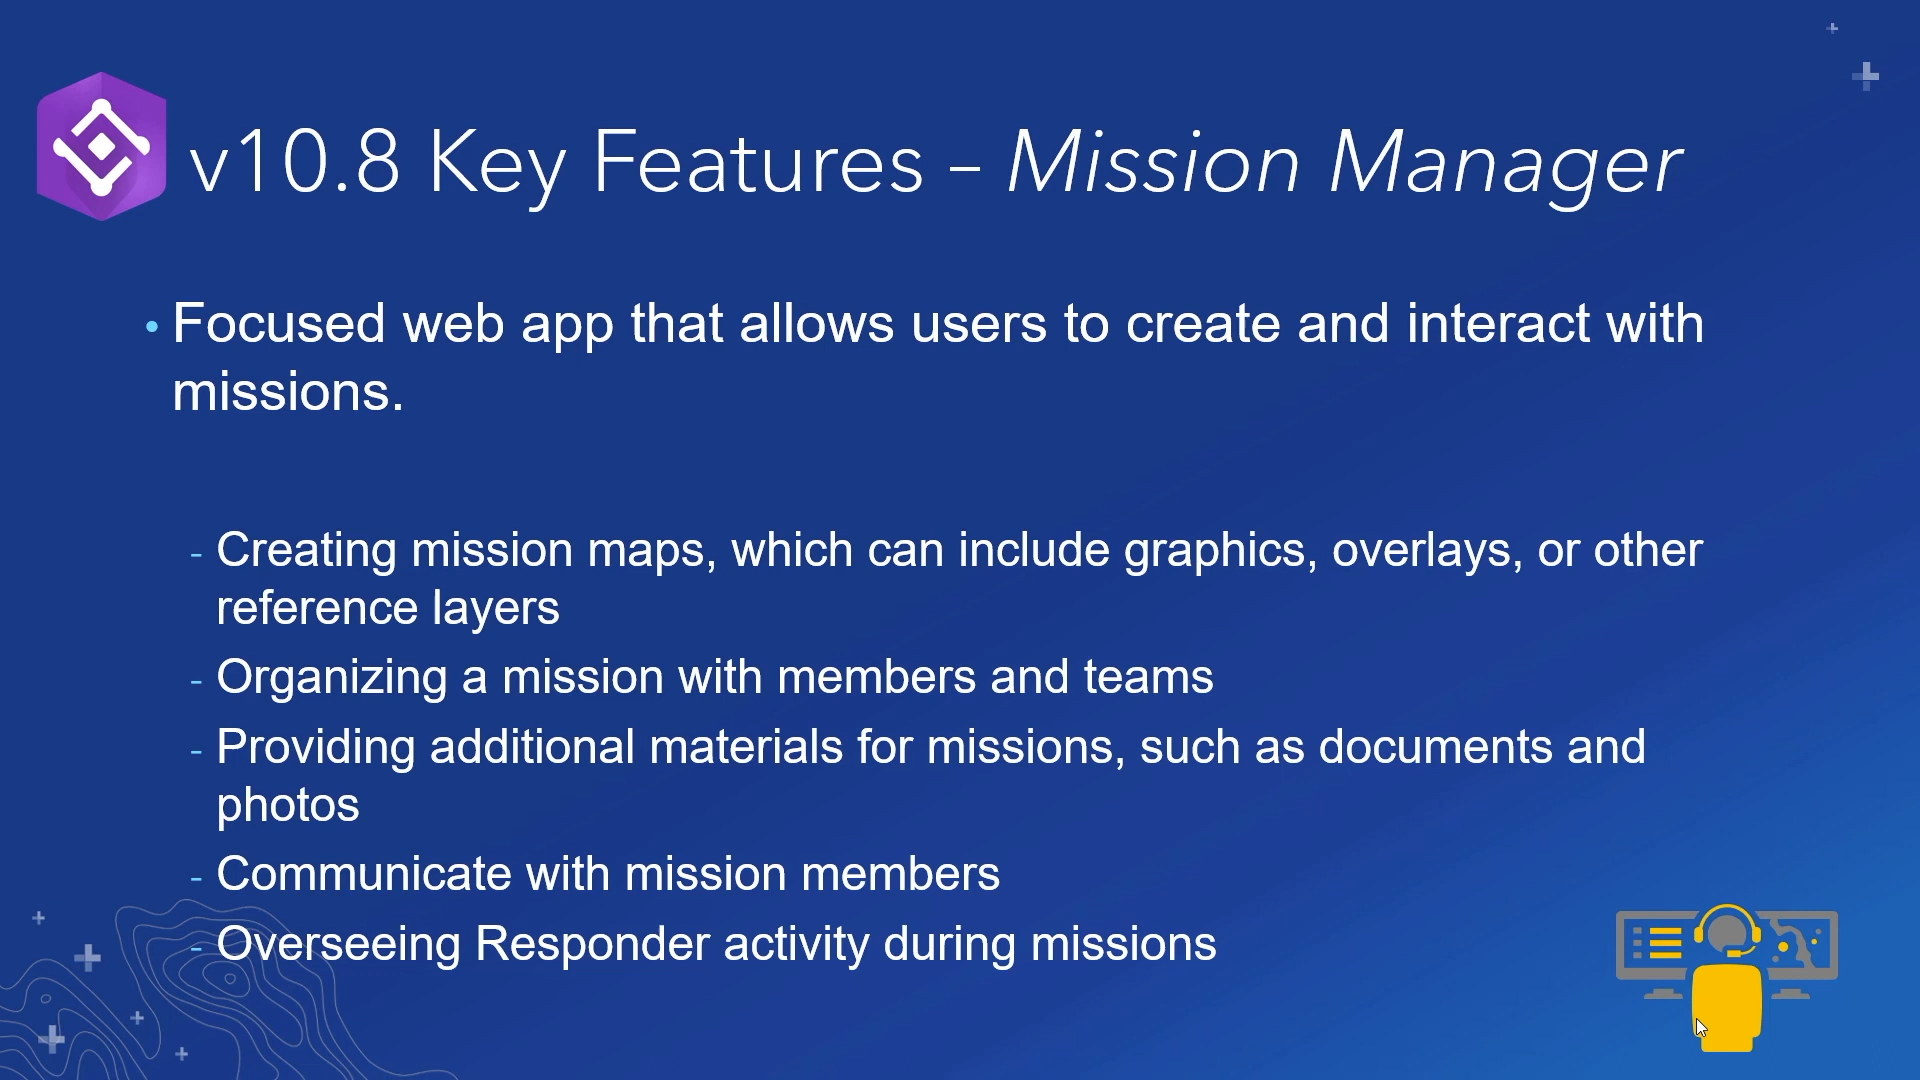 v10.8 Key Features – Mission Manager
• Focused web app that allows users to create and interact with
missions.
- Creating mission maps, which can include graphics, overlays, or other
reference layers
- Organizing a mission with members and teams
- Providing additional materials for missions, such as documents and
photos
- Communicate with mission members
- Overseeing Responder activity during missions